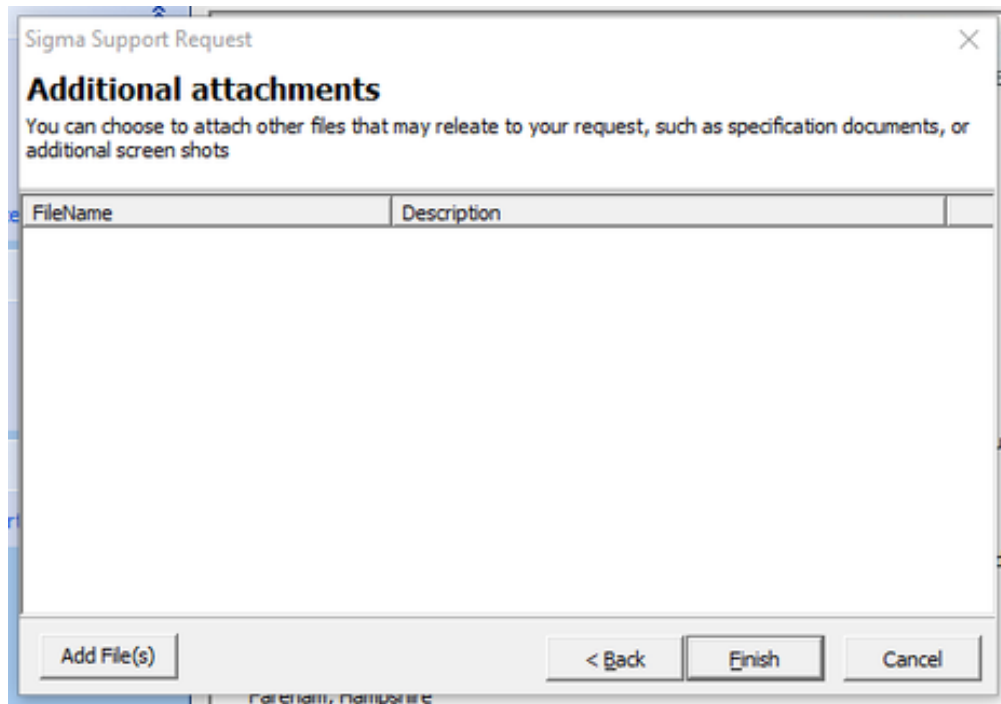 Sigma Support Request
Additional attachments
You can choose to attach other files that may releate to your request, such as specification documents, or
additional screen shots
FileName Description
Add File(s) < Back Finish Cancel
Fareham, Hampshire